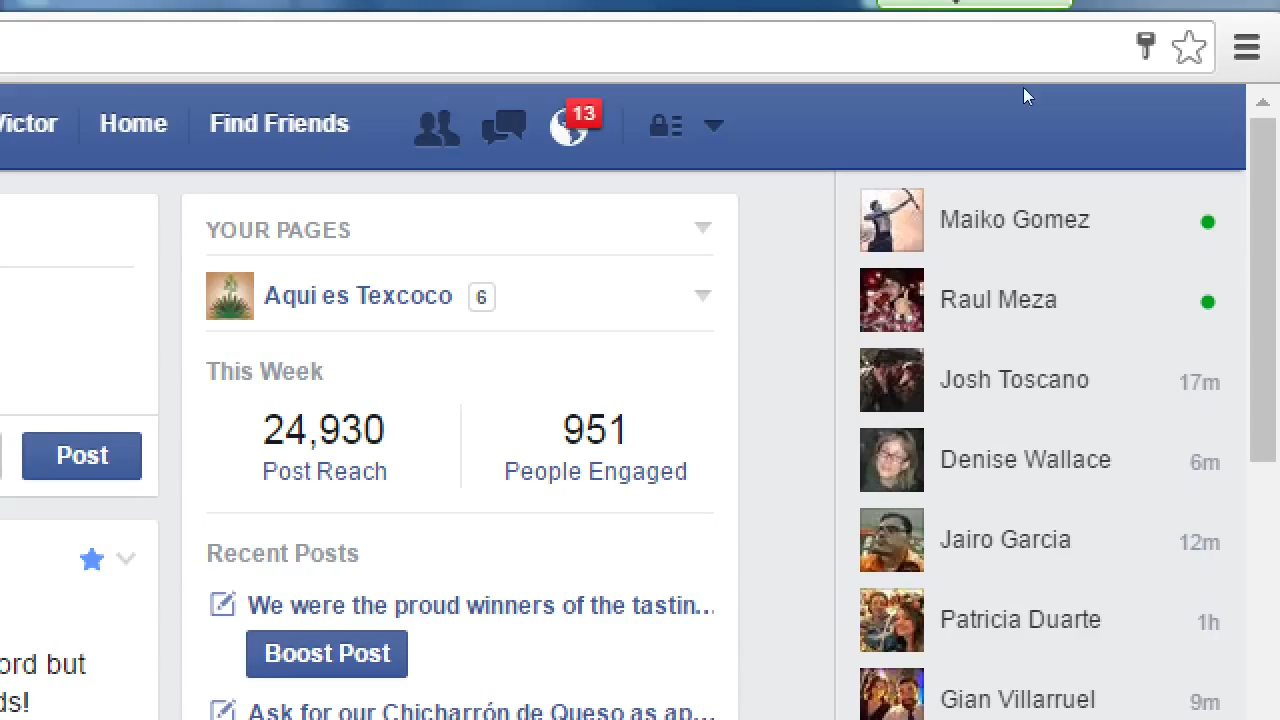 Victor Home Find Friends 13
YOUR PAGES
Aqui es Texcoco 6
This Week
24,930 951
Post Reach People Engaged
Recent Posts
We were the proud winners of the tastin...
Boost Post
Ask for our Chicharrón de Queso as ap...
Post
ord but
ds!
Maiko Gomez
Raul Meza
Josh Toscano 17m
Denise Wallace 6m
Jairo Garcia 12m
Patricia Duarte 1h
Gian Villarruel 9m